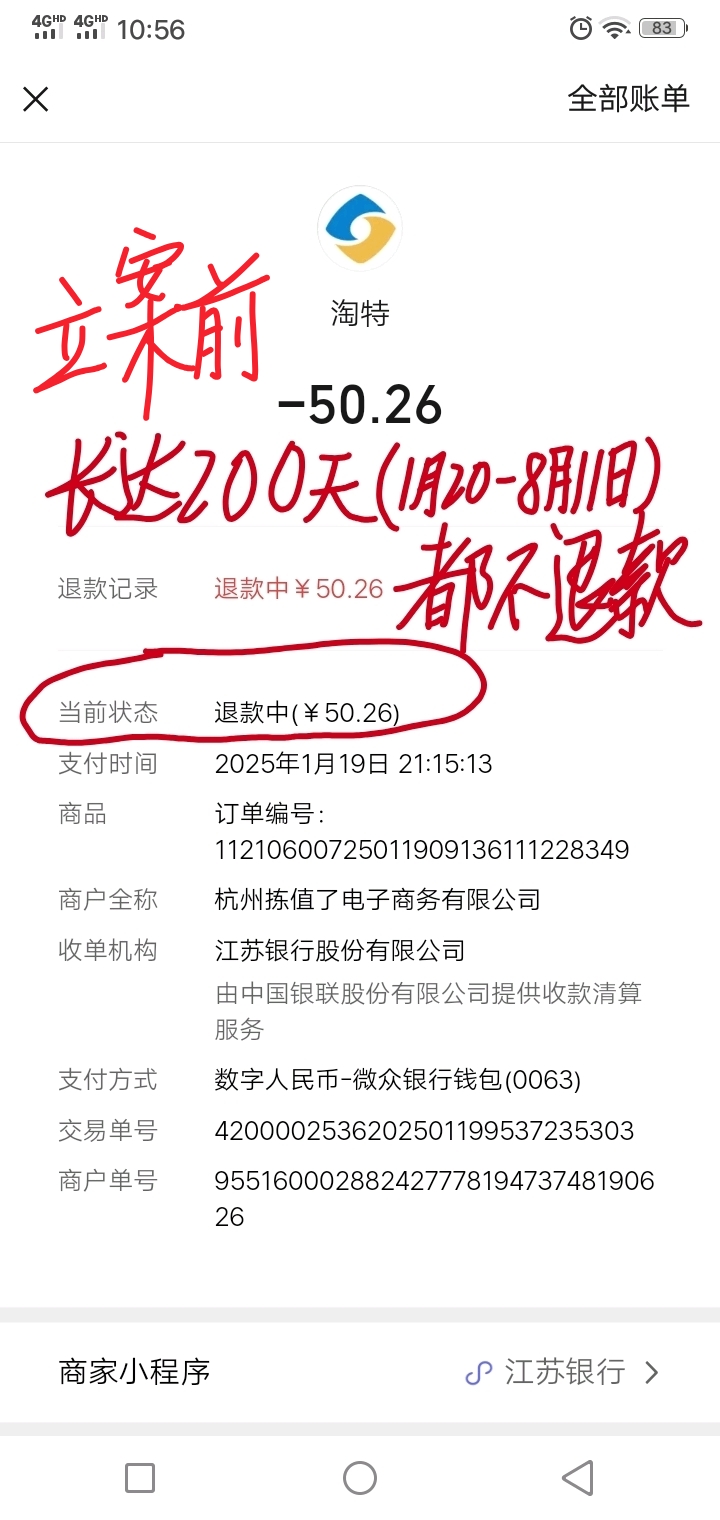 4G HD 4G HD 10:56 83
全部账单
淘特
立案前
-50.26
长达200天(1月20-8月11日)
都不退款
退款记录 退款中¥50.26
当前状态 退款中(¥50.26)
支付时间 2025年1月19日 21:15:13
商品 订单编号:
1121060072501190913611122​8349
商户全称 杭州拣值了电子商务有限公司
收单机构 江苏银行股份有限公司
由中国银联股份有限公司提供收款清算
服务
支付方式 数字人民币-微众银行钱包(0063)
交易单号 4200002536202501199537235303
商户单号 955160002882427778194737481906
26
商家小程序 江苏银行